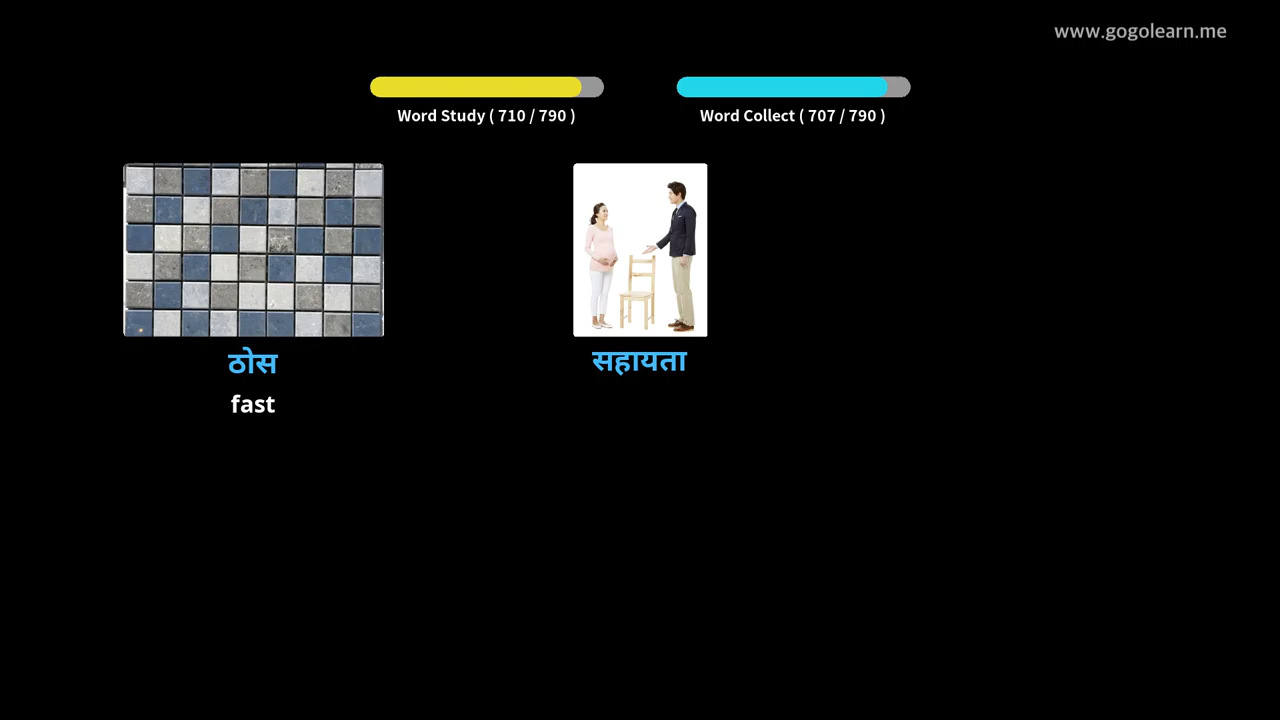 www.gogolearn.me
Word Study ( 710 / 790 )
Word Collect ( 707 / 790 )
ठोस
सहायता
fast